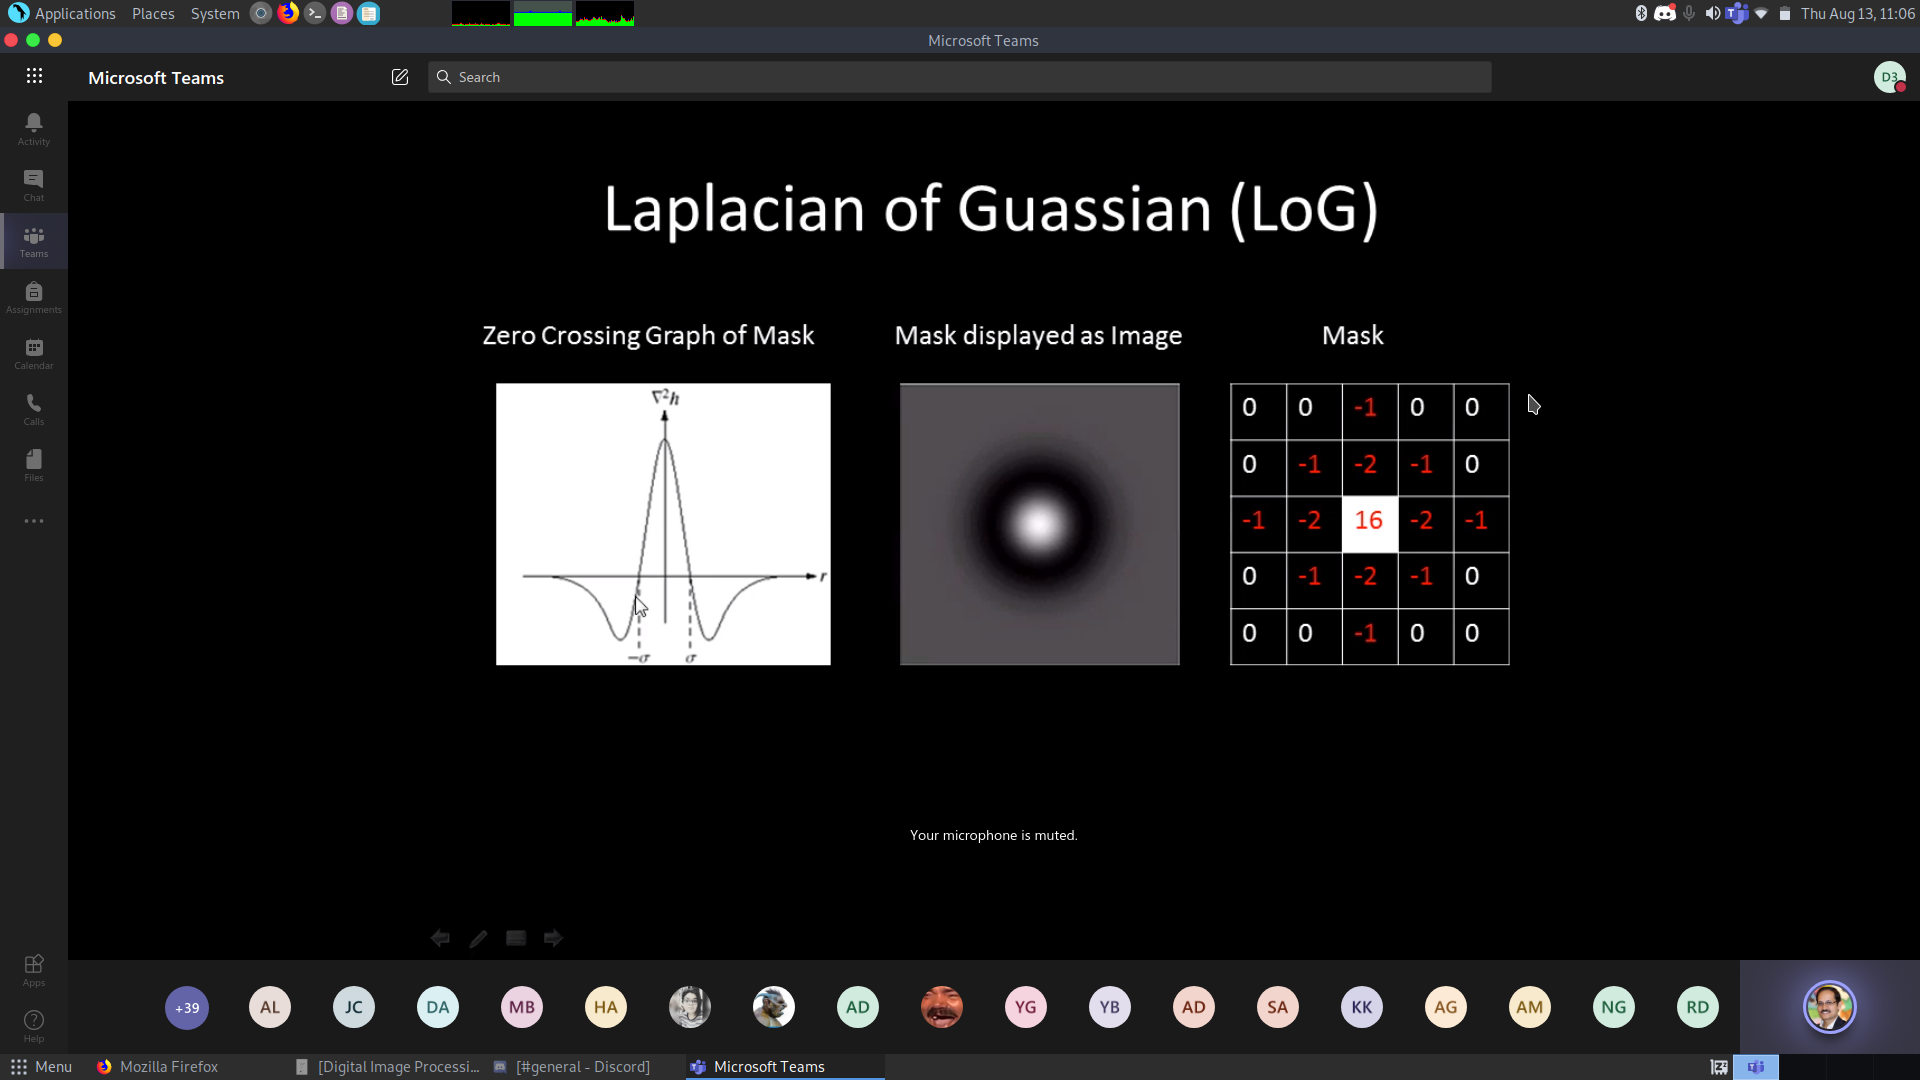 Applications Places System Thu Aug 13, 11:06
Microsoft Teams
Microsoft Teams Search D3
Activity
Chat
Teams
Assignments
Calendar
Calls
Files
Apps
Help
Laplacian of Guassian (LoG)
Zero Crossing Graph of Mask Mask displayed as Image Mask
∇²h
r
−σ σ
0 0 -1 0 0
0 -1 -2 -1 0
-1 -2 16 -2 -1
0 -1 -2 -1 0
0 0 -1 0 0
Your microphone is muted.
+39 AL JC DA MB HA AD YG YB AD SA KK AG AM NG RD
Menu Mozilla Firefox [Digital Image Processi... [#general - Discord] Microsoft Teams